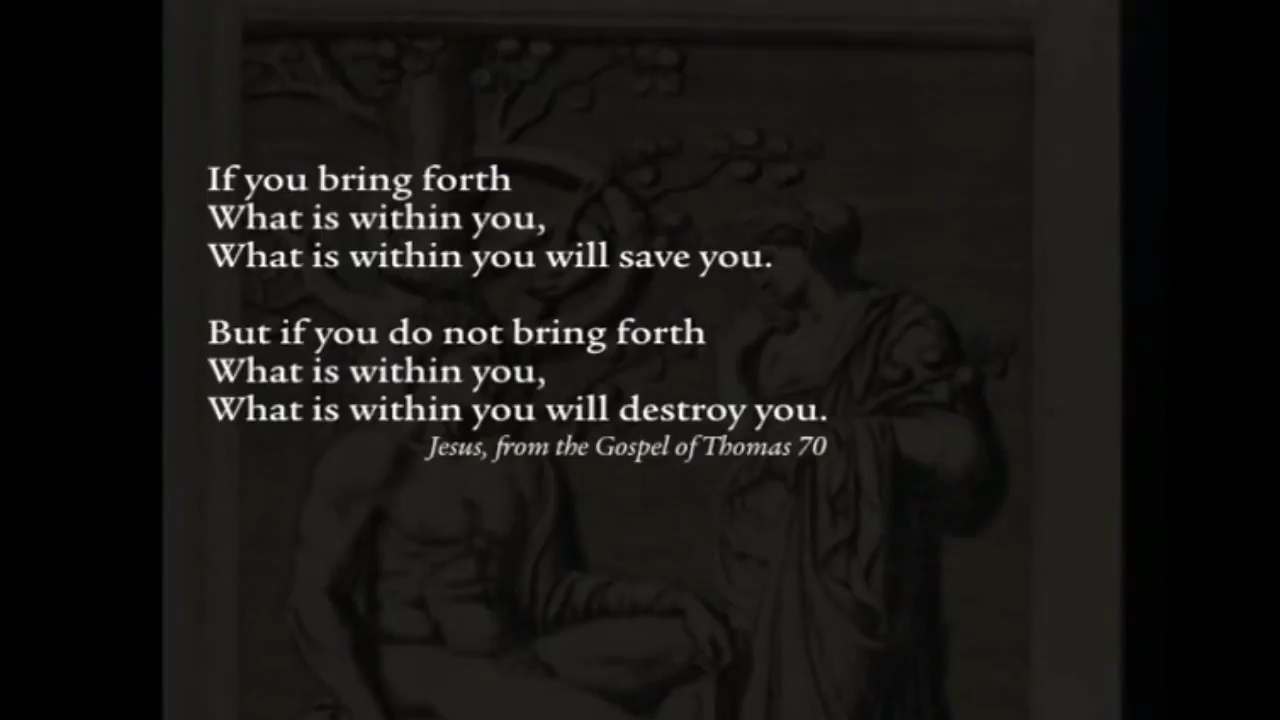 If you bring forth
What is within you,
What is within you will save you.
But if you do not bring forth
What is within you,
What is within you will destroy you.
Jesus, from the Gospel of Thomas 70